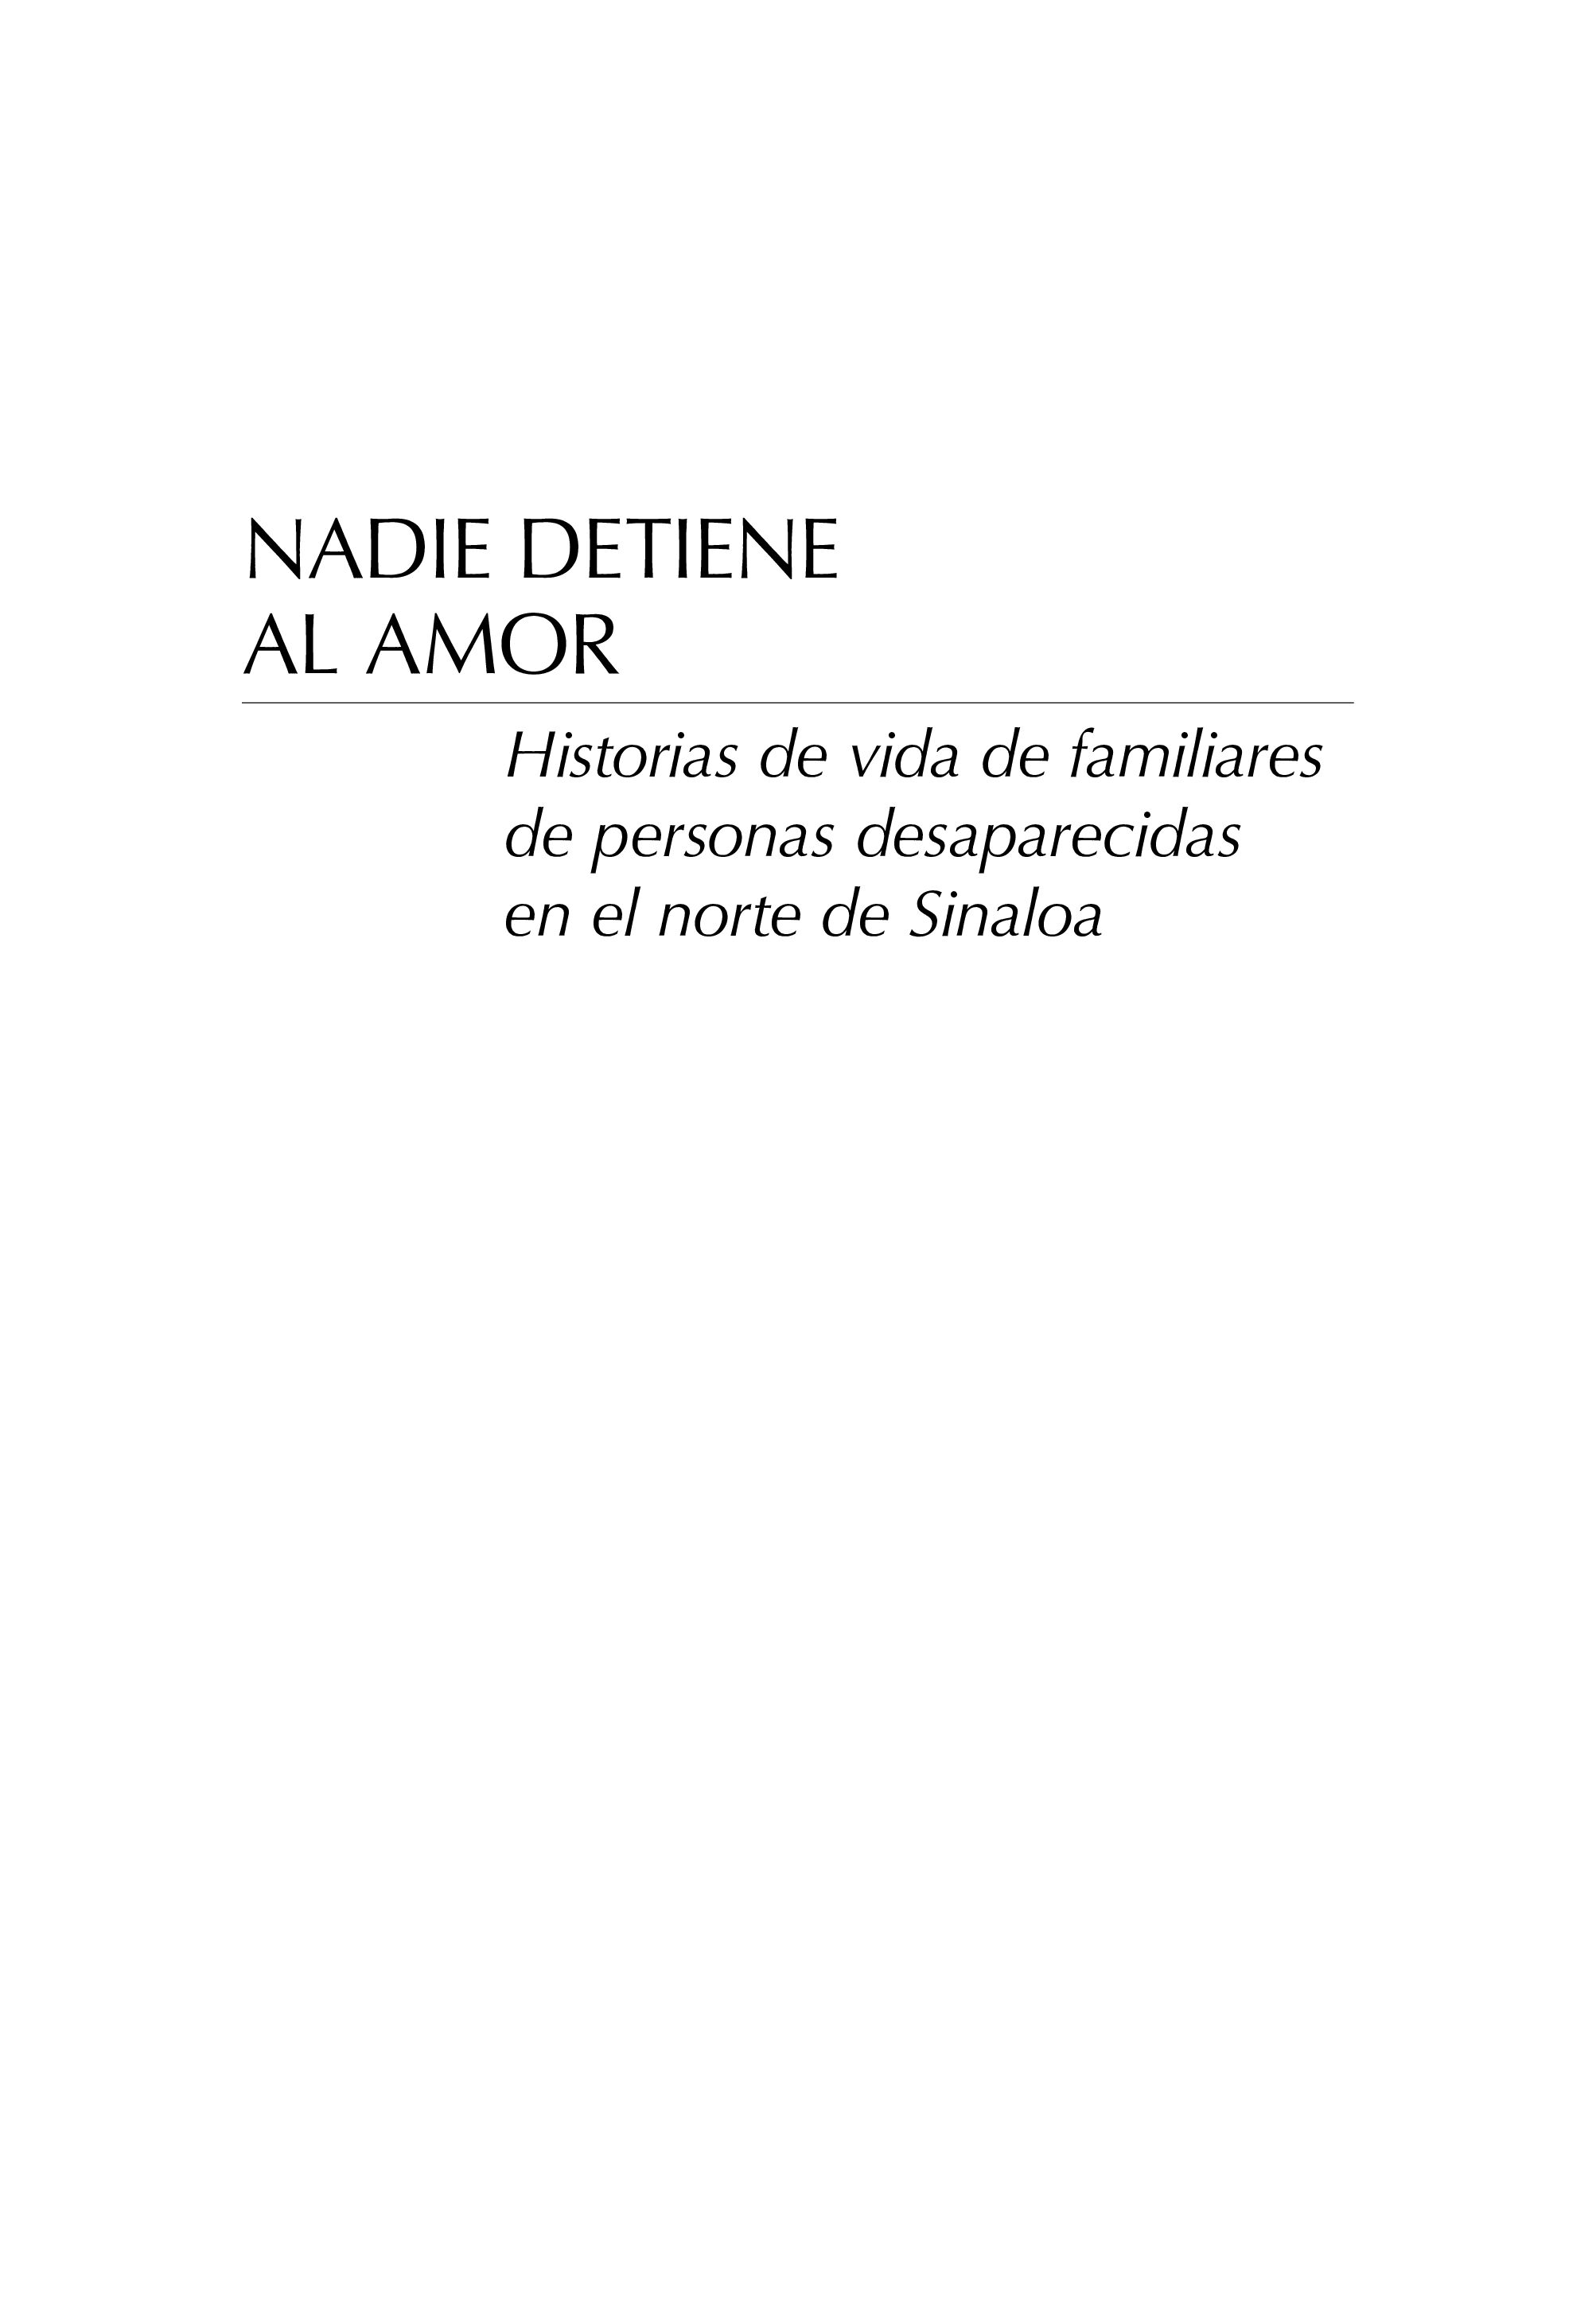 NADIE DETIENE
AL AMOR
Historias de vida de familiares
de personas desaparecidas
en el norte de Sinaloa